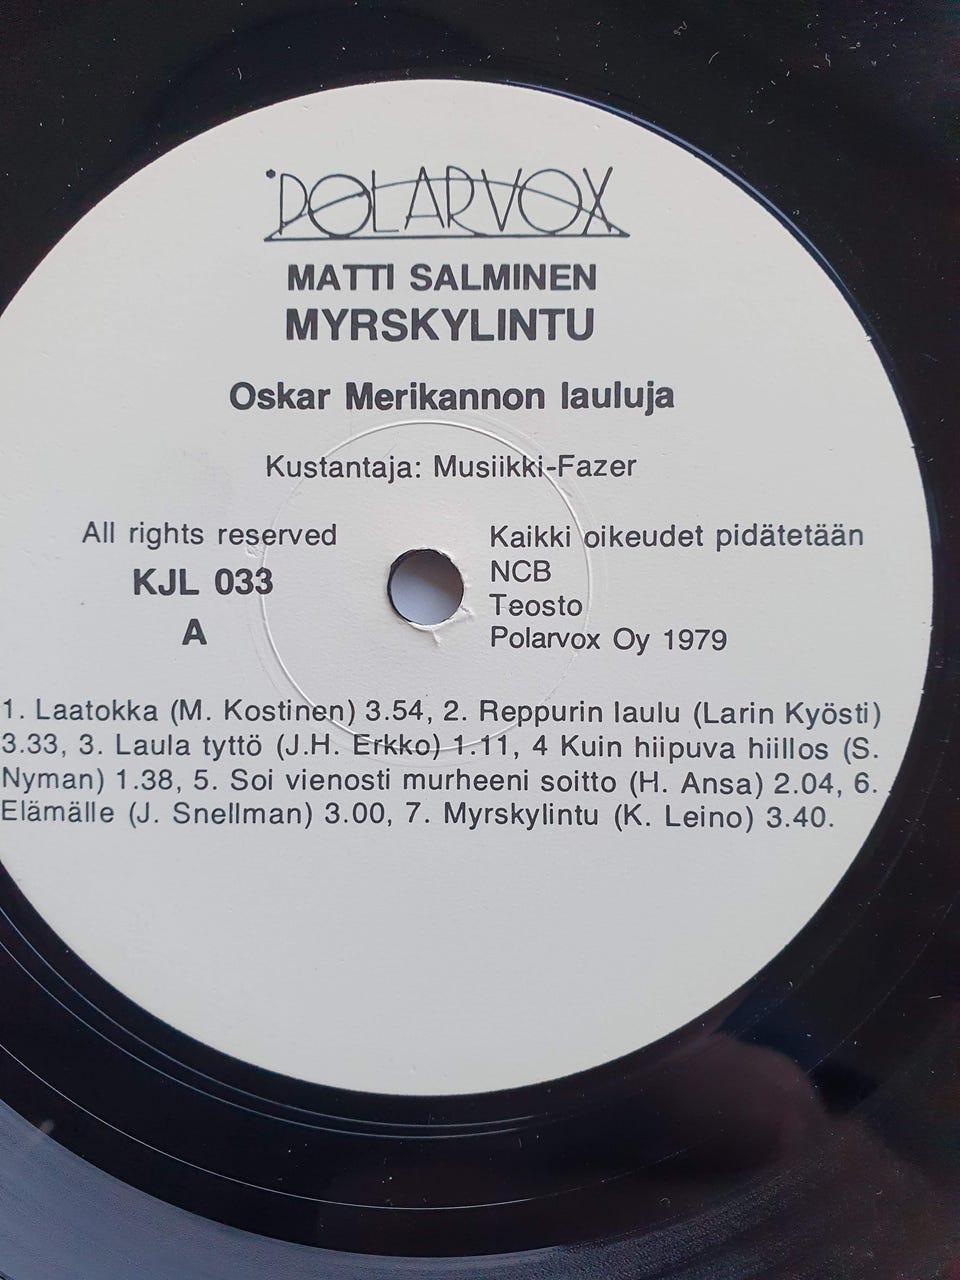 POLARVOX
MATTI SALMINEN
MYRSKYLINTU
Oskar Merikannon lauluja
Kustantaja: Musiikki-Fazer
All rights reserved
KJL 033
A
Kaikki oikeudet pidätetään
NCB
Teosto
Polarvox Oy 1979
1. Laatokka (M. Kostinen) 3.54, 2. Reppurin laulu (Larin Kyösti)
3.33, 3. Laula tyttö (J.H. Erkko) 1.11, 4 Kuin hiipuva hiillos (S.
Nyman) 1.38, 5. Soi vienosti murheeni soitto (H. Ansa) 2.04, 6.
Elämälle (J. Snellman) 3.00, 7. Myrskylintu (K. Leino) 3.40.